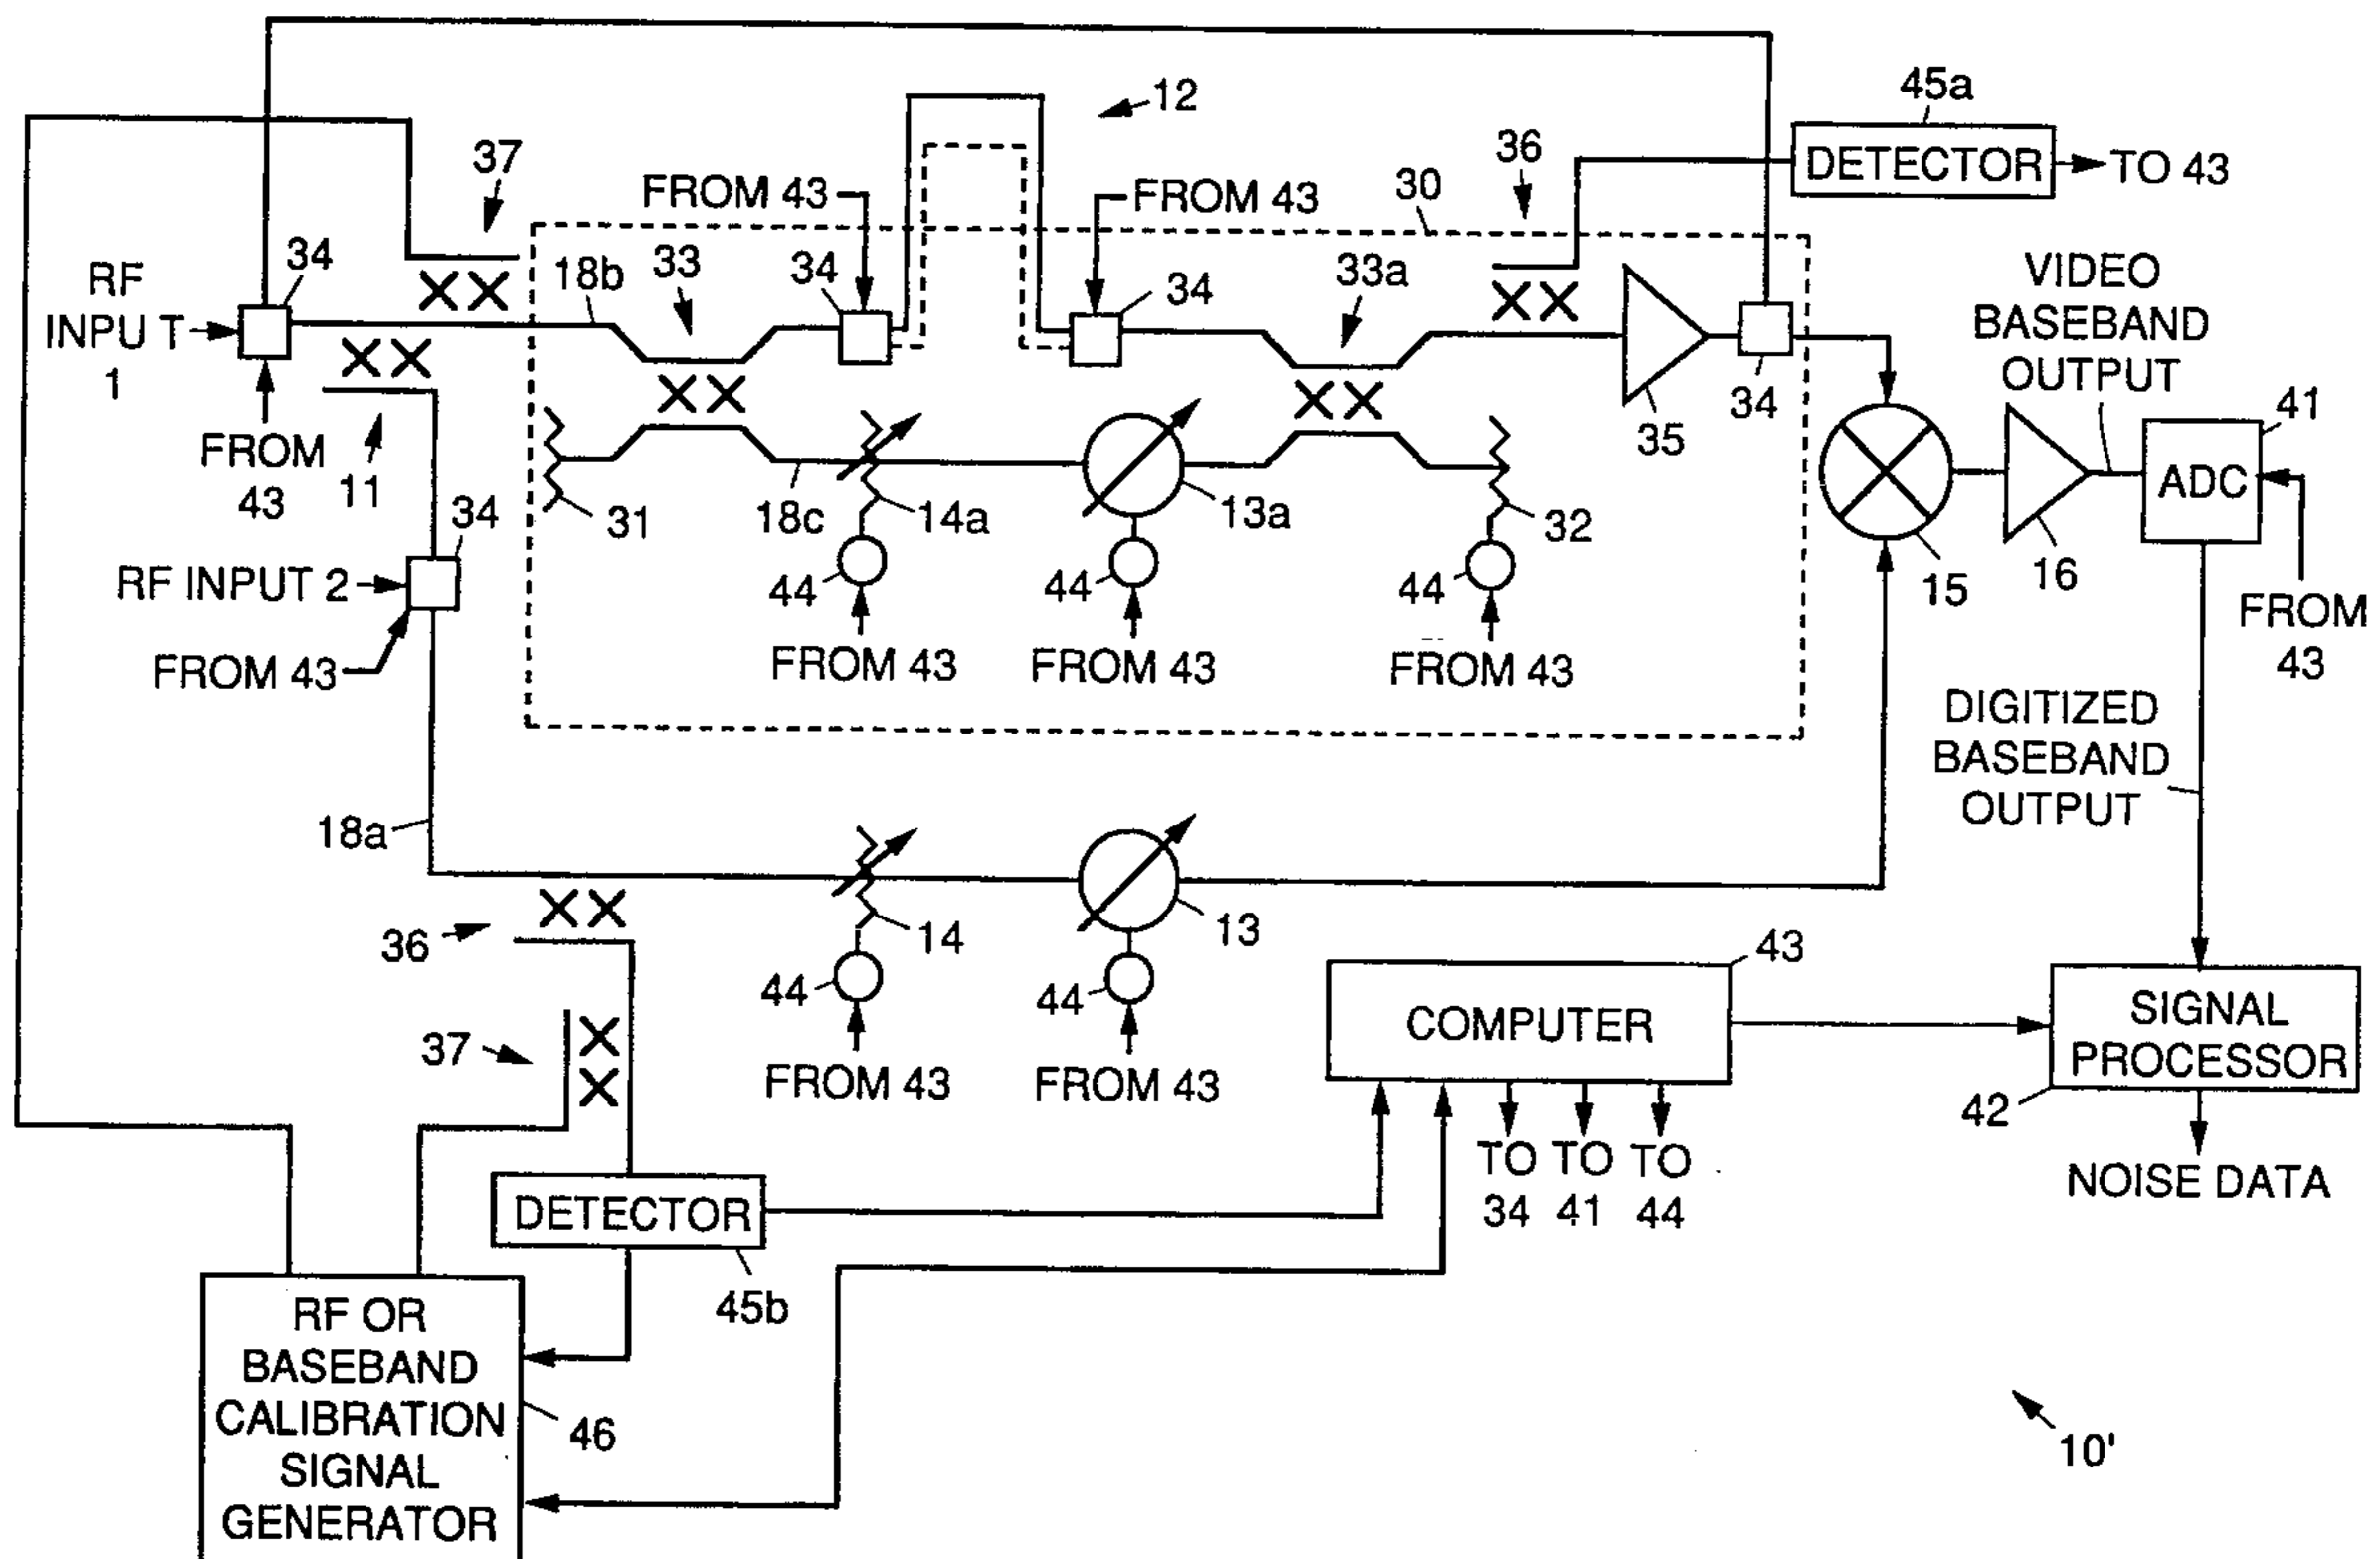 12
45a
DETECTOR
TO 43
37
FROM 43
36
FROM 43
30
34
RF
INPU T
1
18b
33
34
34
33a
VIDEO
BASEBAND
OUTPUT
FROM
43
11
35
34
41
ADC
31
18c
14a
13a
32
34
RF INPUT 2
44
44
44
15
16
FROM
43
FROM 43
FROM 43
FROM 43
FROM 43
DIGITIZED
BASEBAND
OUTPUT
18a
36
14
13
43
44
44
COMPUTER
SIGNAL
PROCESSOR
37
FROM 43
FROM 43
42
TO
34
TO
41
TO
44
NOISE DATA
DETECTOR
45b
RF OR
BASEBAND
CALIBRATION
SIGNAL
GENERATOR
46
10'